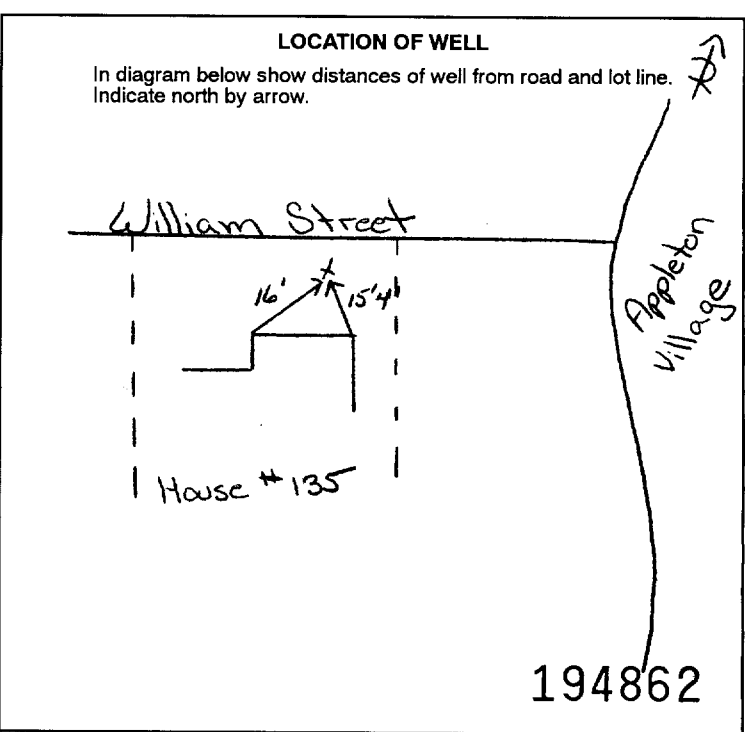 LOCATION OF WELL
In diagram below show distances of well from road and lot line.
Indicate north by arrow.
N
William Street
16'
x
15'4"
Appleton
Village
House #135
194862